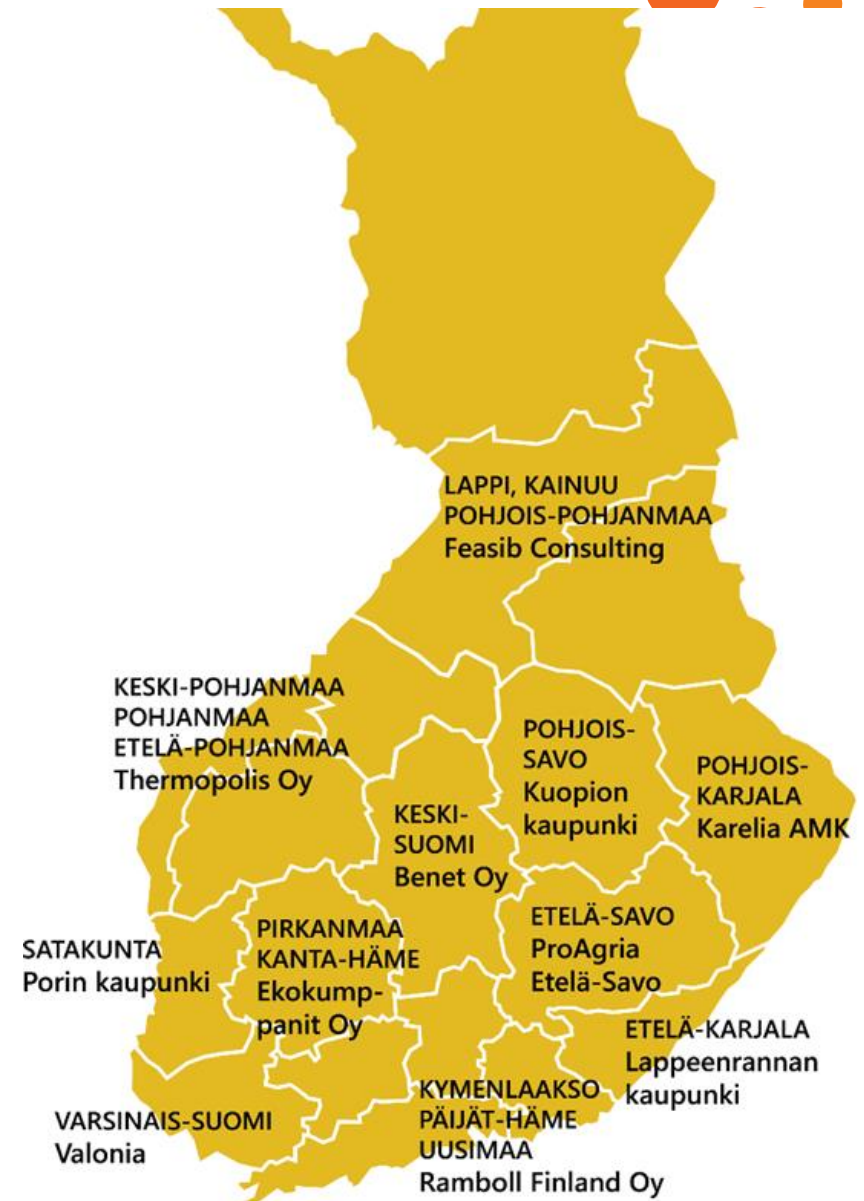 LAPPI, KAINUU
POHJOIS-POHJANMAA
Feasib Consulting
KESKI-POHJANMAA
POHJANMAA
ETELÄ-POHJANMAA
Thermopolis Oy
POHJOIS-
SAVO
Kuopion
kaupunki
POHJOIS-
KARJALA
Karelia AMK
KESKI-
SUOMI
Benet Oy
ETELÄ-SAVO
ProAgria
Etelä-Savo
PIRKANMAA
KANTA-HÄME
Ekokump-
panit Oy
SATAKUNTA
Porin kaupunki
ETELÄ-KARJALA
Lappeenrannan
kaupunki
KYMENLAAKSO
PÄIJÄT-HÄME
UUSIMAA
Ramboll Finland Oy
VARSINAIS-SUOMI
Valonia